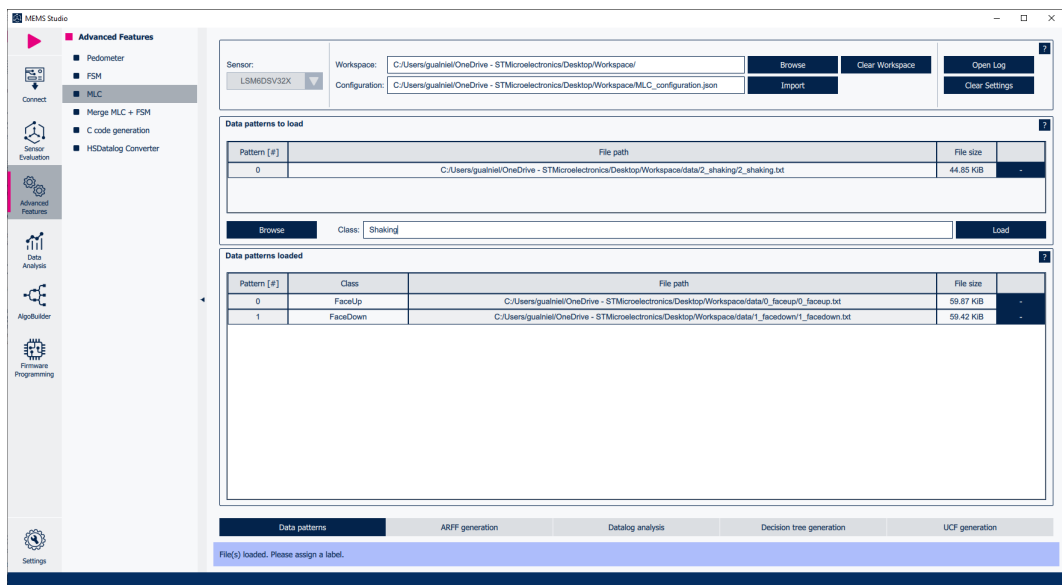 MEMS Studio
Connect
Sensor
Evaluation
Advanced
Features
Data
Analysis
AlgoBuilder
Firmware
Programming
Settings
Advanced Features
Pedometer
FSM
MLC
Merge MLC + FSM
C code generation
HSDatalog Converter
?
Sensor:
LSM6DSV32X
Workspace:
C:/Users/gualniel/OneDrive - STMicroelectronics/Desktop/Workspace/
Browse
Clear Workspace
Open Log
Configuration:
C:/Users/gualniel/OneDrive - STMicroelectronics/Desktop/Workspace/MLC_configuration.json
Import
Clear Settings
Data patterns to load
?
Pattern [#] File path File size
0 C:/Users/gualniel/OneDrive - STMicroelectronics/Desktop/Workspace/data/2_shaking/2_shaking.txt 44.85 KiB -
Browse Class: Shaking Load
Data patterns loaded
?
Pattern [#] Class File path File size
0 FaceUp C:/Users/gualniel/OneDrive - STMicroelectronics/Desktop/Workspace/data/0_faceup/0_faceup.txt 59.87 KiB -
1 FaceDown C:/Users/gualniel/OneDrive - STMicroelectronics/Desktop/Workspace/data/1_facedown/1_facedown.txt 59.42 KiB -
Data patterns ARFF generation Datalog analysis Decision tree generation UCF generation
File(s) loaded. Please assign a label.